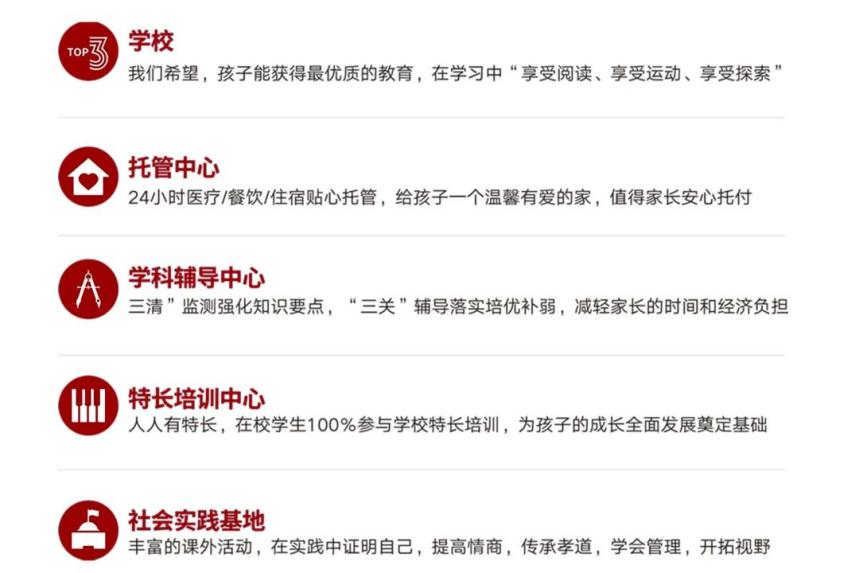 TOP 3
学校
我们希望，孩子能获得最优质的教育，在学习中“享受阅读、享受运动、享受探索”
托管中心
24小时医疗/餐饮/住宿贴心托管，给孩子一个温馨有爱的家，值得家长安心托付
学科辅导中心
三清”监测强化知识要点，“三关”辅导落实培优补弱，减轻家长的时间和经济负担
特长培训中心
人人有特长，在校学生100%参与学校特长培训，为孩子的成长全面发展奠定基础
社会实践基地
丰富的课外活动，在实践中证明自己，提高情商，传承孝道，学会管理，开拓视野